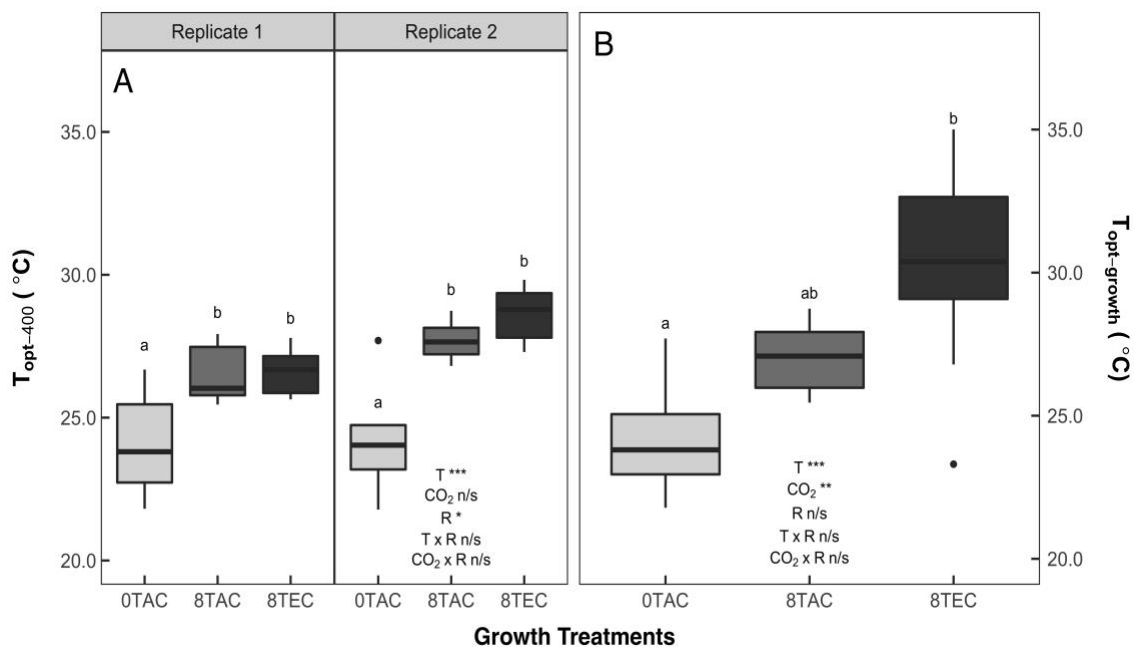 Replicate 1
Replicate 2
A
B
T opt−400 ( °C)
35.0
30.0
25.0
20.0
a
b
b
a
b
b
T ***
CO₂ n/s
R *
T x R n/s
CO₂ x R n/s
0TAC
8TAC
8TEC
0TAC
8TAC
8TEC
a
ab
b
T ***
CO₂ **
R n/s
T x R n/s
CO₂ x R n/s
0TAC
8TAC
8TEC
35.0
30.0
25.0
20.0
T opt−growth ( °C)
Growth Treatments